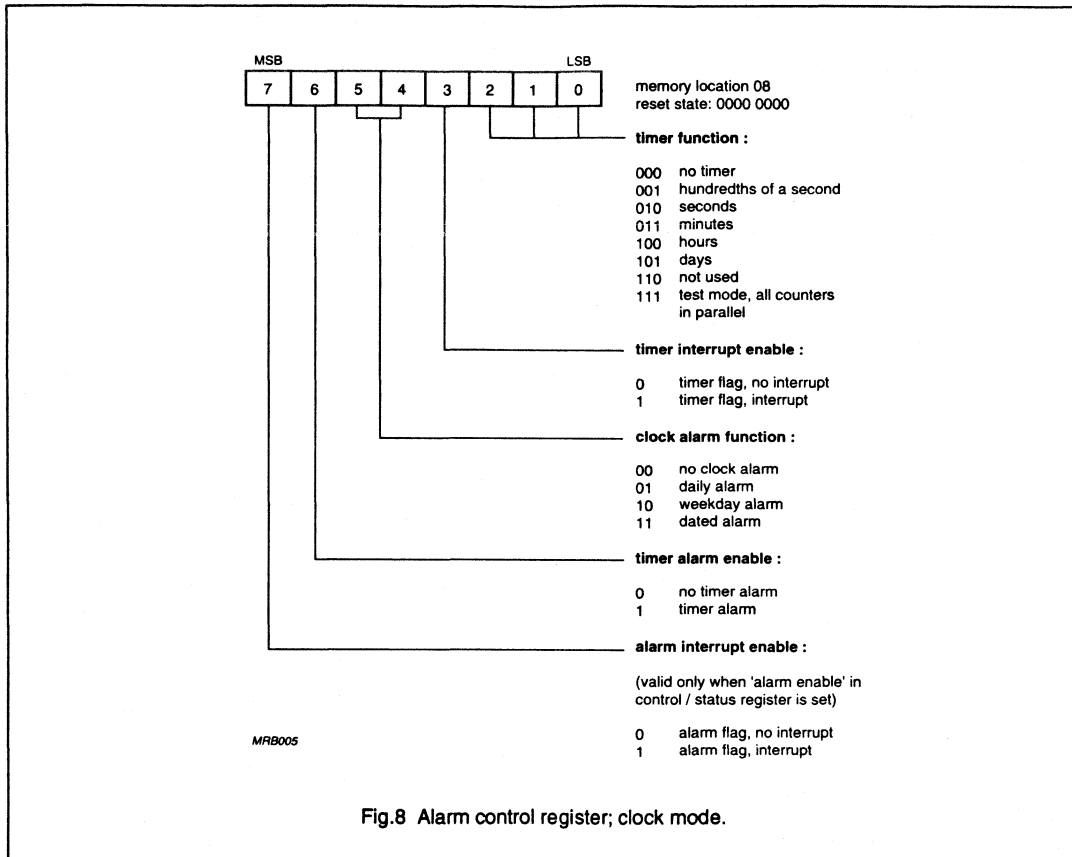 MSB LSB
7 6 5 4 3 2 1 0
memory location 08
reset state: 0000 0000
timer function :
000 no timer
001 hundredths of a second
010 seconds
011 minutes
100 hours
101 days
110 not used
111 test mode, all counters
in parallel
timer interrupt enable :
0 timer flag, no interrupt
1 timer flag, interrupt
clock alarm function :
00 no clock alarm
01 daily alarm
10 weekday alarm
11 dated alarm
timer alarm enable :
0 no timer alarm
1 timer alarm
alarm interrupt enable :
(valid only when 'alarm enable' in
control / status register is set)
0 alarm flag, no interrupt
1 alarm flag, interrupt
MRB005
Fig.8 Alarm control register; clock mode.